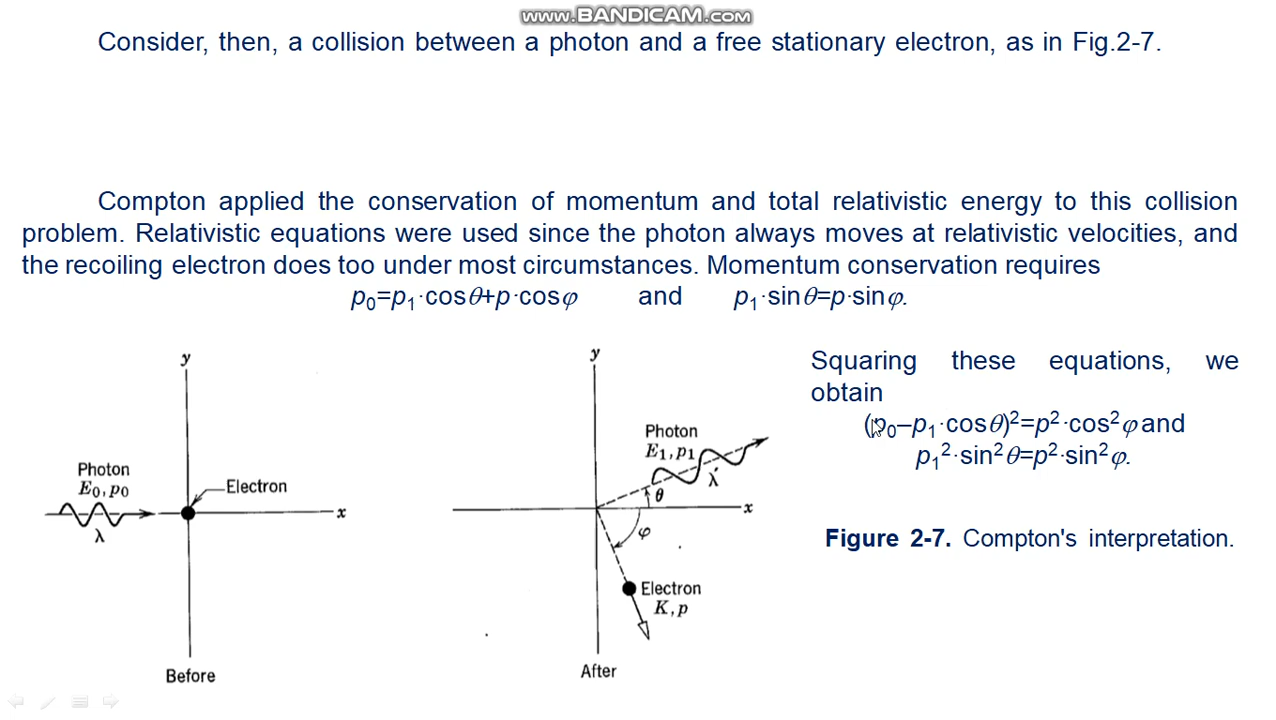 www.BANDICAM.com
Consider, then, a collision between a photon and a free stationary electron, as in Fig.2-7.
Compton applied the conservation of momentum and total relativistic energy to this collision
problem. Relativistic equations were used since the photon always moves at relativistic velocities, and
the recoiling electron does too under most circumstances. Momentum conservation requires
p₀=p₁·cosθ+p·cosφ and p₁·sinθ=p·sinφ.
Squaring these equations, we
obtain
(p₀–p₁·cosθ)²=p²·cos²φ and
p₁²·sin²θ=p²·sin²φ.
Figure 2-7. Compton's interpretation.
y
Photon
E₀, p₀
λ
Electron
x
Before
y
Photon
E₁, p₁
λ′
θ
x
φ
Electron
K, p
After